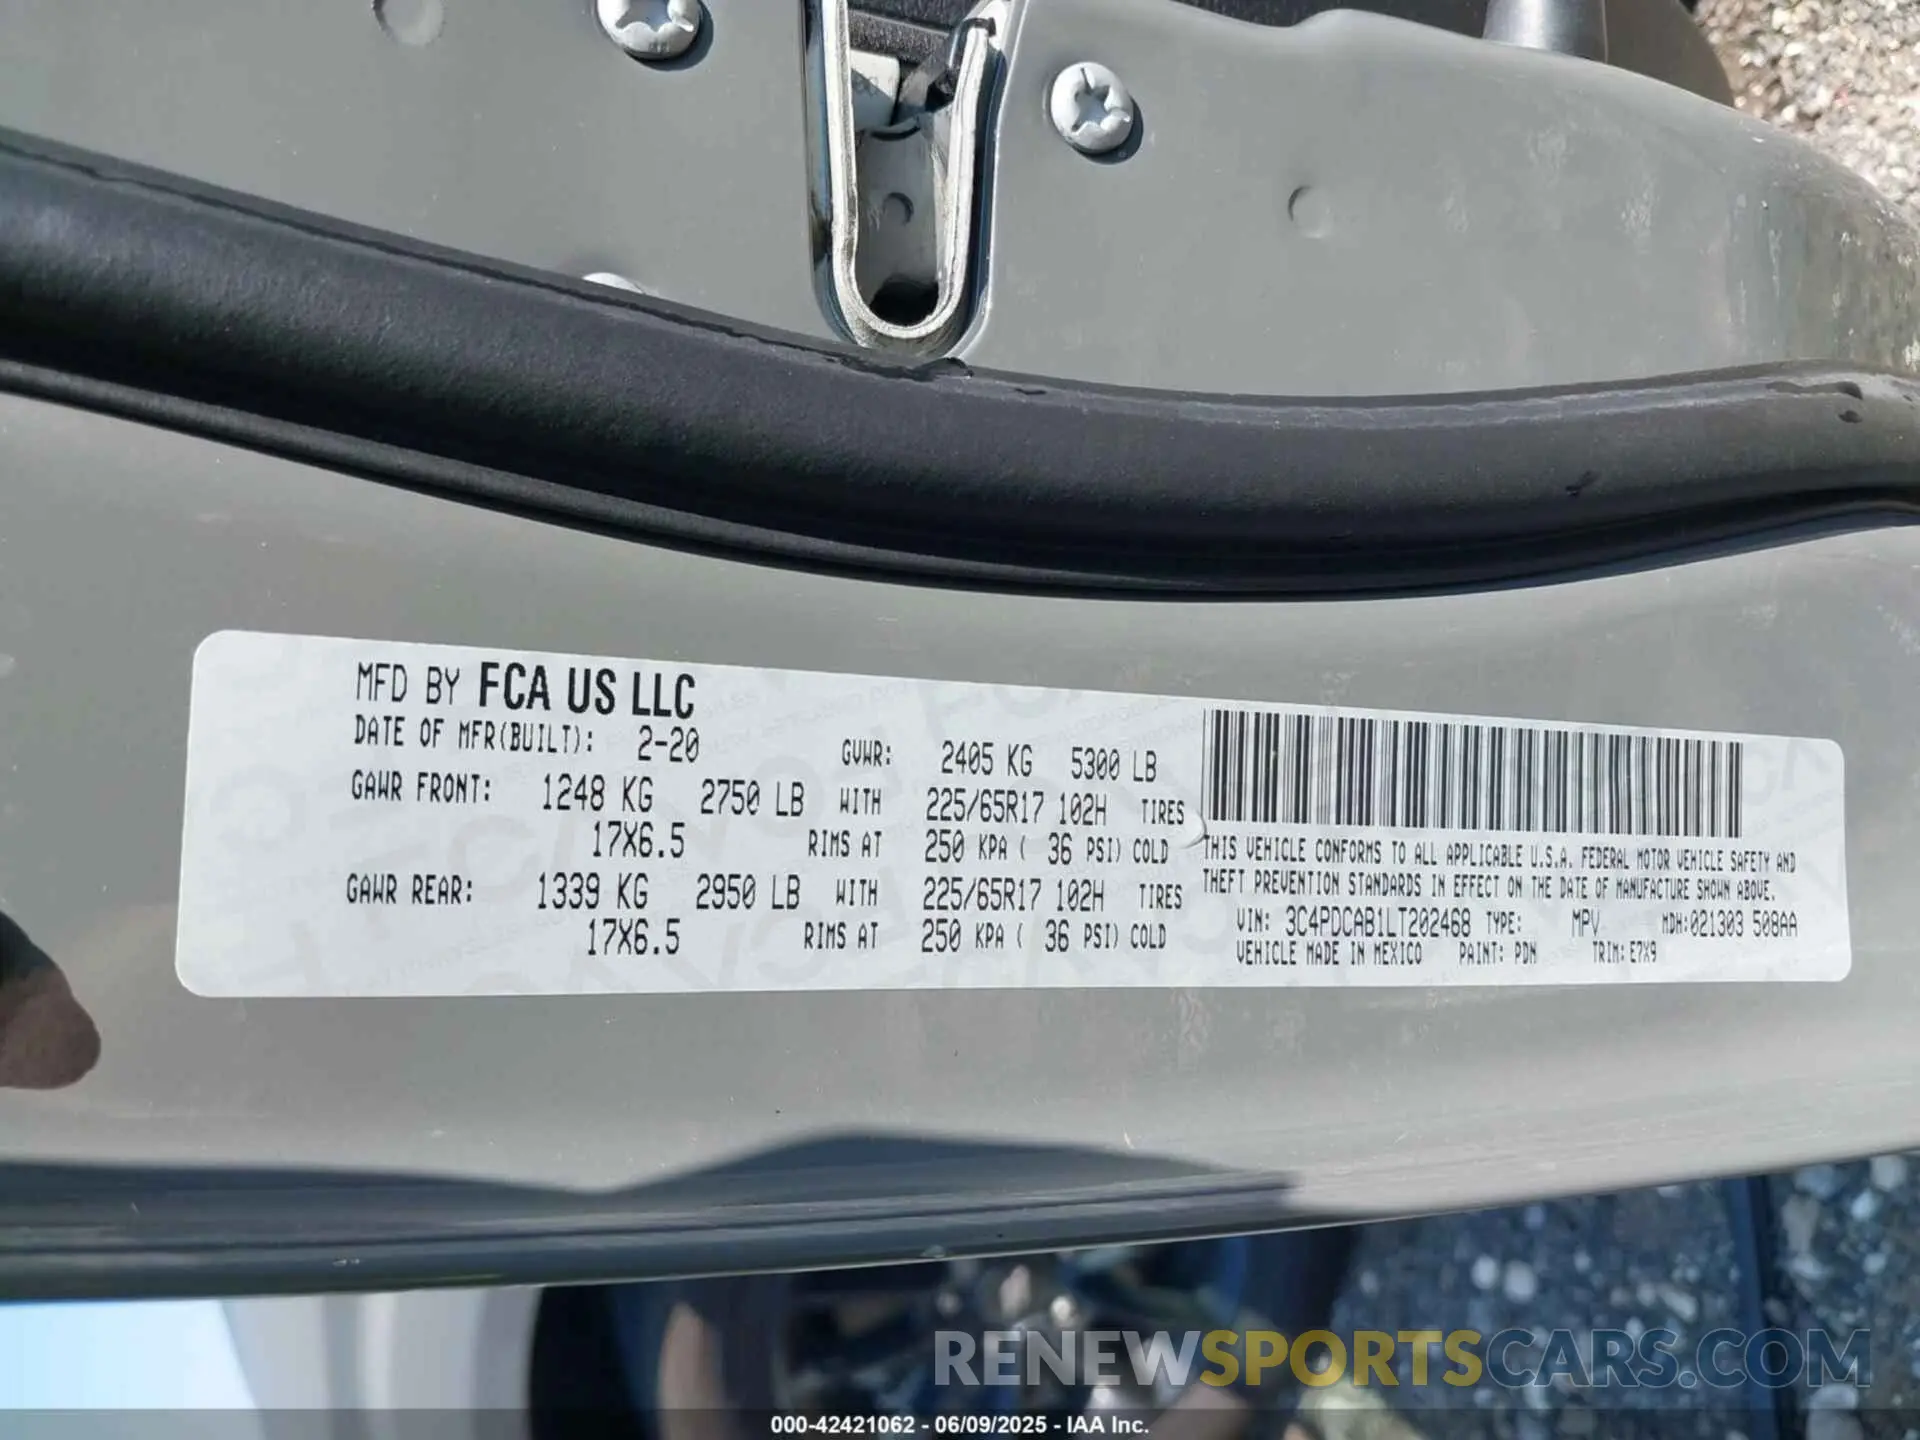 MFD BY FCA US LLC
DATE OF MFR(BUILT): 2-20 GVWR: 2405 KG 5300 LB
GAWR FRONT: 1248 KG 2750 LB WITH 225/65R17 102H TIRES
17X6.5 RIMS AT 250 KPA ( 36 PSI) COLD
GAWR REAR: 1339 KG 2950 LB WITH 225/65R17 102H TIRES
17X6.5 RIMS AT 250 KPA ( 36 PSI) COLD
THIS VEHICLE CONFORMS TO ALL APPLICABLE U.S.A. FEDERAL MOTOR VEHICLE SAFETY AND
THEFT PREVENTION STANDARDS IN EFFECT ON THE DATE OF MANUFACTURE SHOWN ABOVE.
VIN: 3C4PDCAB1LT202468 TYPE: MPV MDH:021303 508AA
VEHICLE MADE IN MEXICO PAINT: PDN TRIM:E7X9
RENEWSPORTSCARS.COM
000-42421062 - 06/09/2025 - IAA Inc.